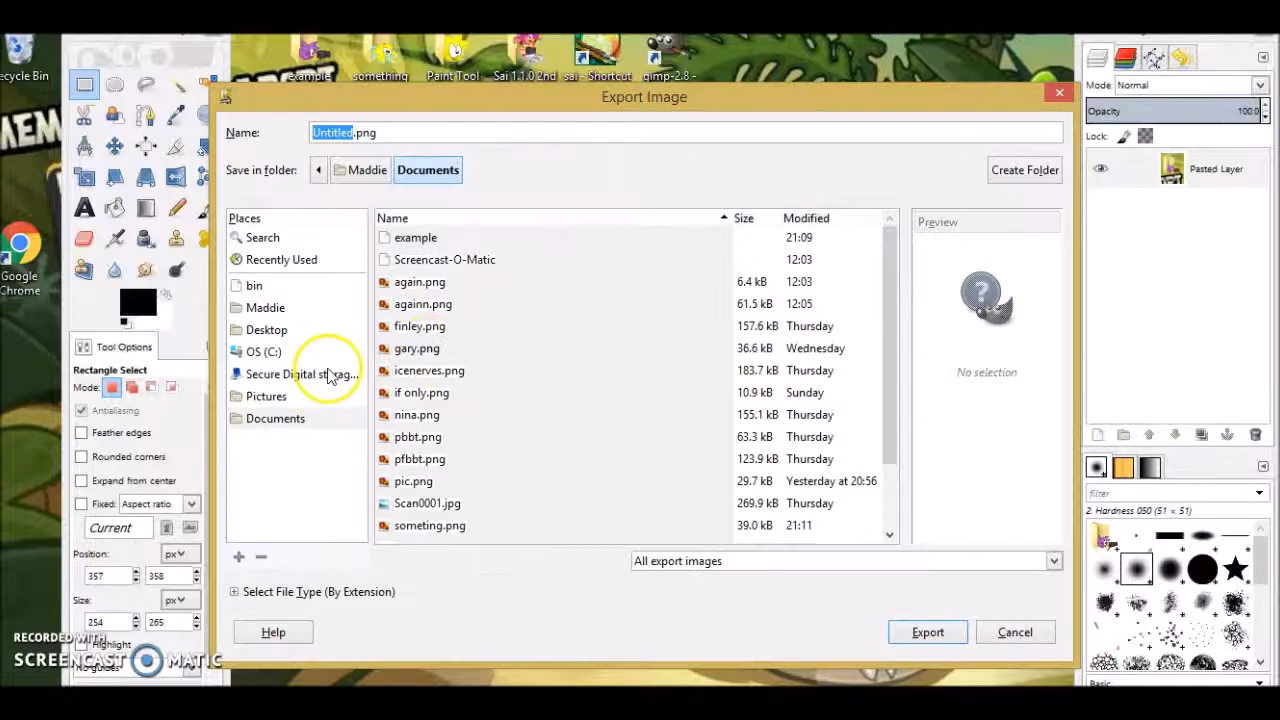 ecycle Bin
example
something
Paint Tool
Sai 1.1.0 2nd
sai - Shortcut
gimp-2.8 -
Export Image
Name:
Untitled.png
Save in folder:
Maddie
Documents
Create Folder
Places
Search
Recently Used
bin
Maddie
Desktop
OS (C:)
Secure Digital storag...
Pictures
Documents
Name Size Modified
example 21:09
Screencast-O-Matic 12:03
again.png 6.4 kB 12:03
againn.png 61.5 kB 12:05
finley.png 157.6 kB Thursday
gary.png 36.6 kB Wednesday
icenerves.png 183.7 kB Thursday
if only.png 10.9 kB Sunday
nina.png 155.1 kB Thursday
pbbt.png 63.3 kB Thursday
pfbbt.png 123.9 kB Thursday
pic.png 29.7 kB Yesterday at 20:56
Scan0001.jpg 269.9 kB Thursday
someting.png 39.0 kB 21:11
Preview
No selection
All export images
Select File Type (By Extension)
Help
Export
Cancel
Google
Chrome
Tool Options
Rectangle Select
Mode:
Antialiasing
Feather edges
Rounded corners
Expand from center
Fixed: Aspect ratio
Current
Position:
px
357 358
Size:
px
254 265
Highlight
No guides
RECORDED WITH
SCREENCAST MATIC
Mode: Normal
Opacity 100.0
Lock:
Pasted Layer
filter
2. Hardness 050 (51 × 51)
Basic